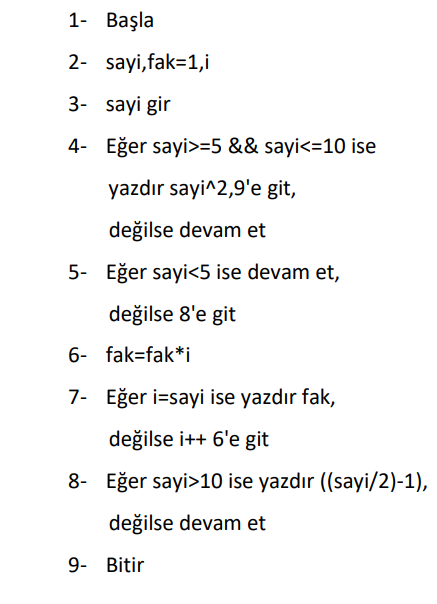 1- Başla
2- sayi,fak=1,i
3- sayi gir
4- Eğer sayi>=5 && sayi<=10 ise
yazdır sayi^2,9'e git,
değilse devam et
5- Eğer sayi<5 ise devam et,
değilse 8'e git
6- fak=fak*i
7- Eğer i=sayi ise yazdır fak,
değilse i++ 6'e git
8- Eğer sayi>10 ise yazdır ((sayi/2)-1),
değilse devam et
9- Bitir